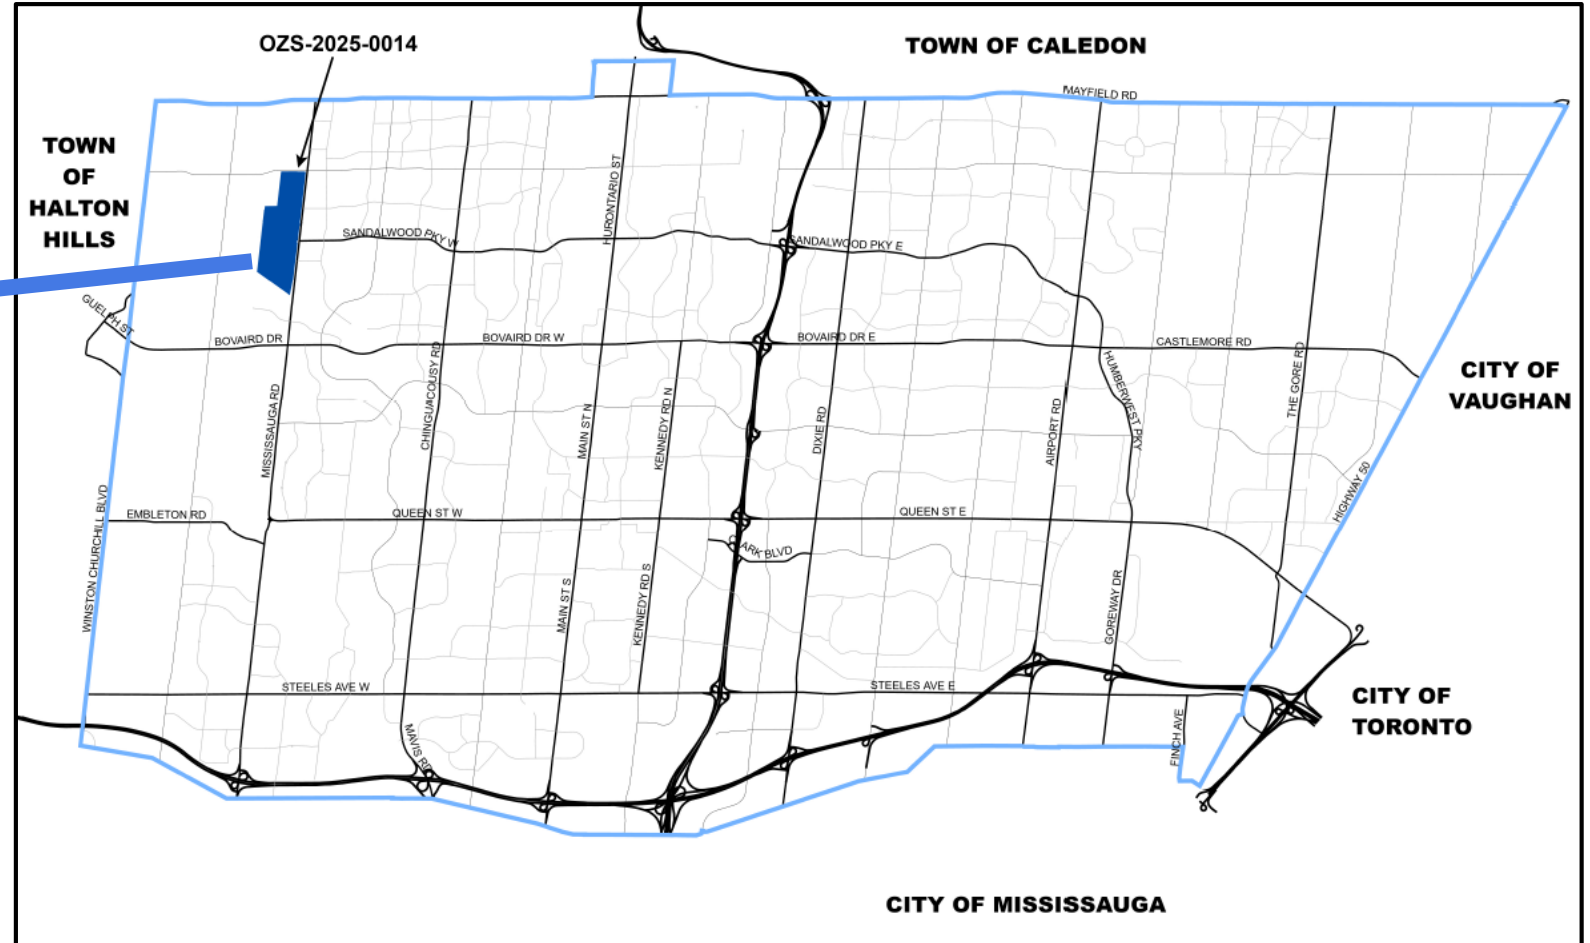 OZS-2025-0014
TOWN OF CALEDON
MAYFIELD RD
TOWN
OF
HALTON
HILLS
HURONTARIO ST
SANDALWOOD PKY W
SANDALWOOD PKY E
GUELPH ST
BOVAIRD DR
BOVAIRD DR W
BOVAIRD DR E
CASTLEMORE RD
CITY OF
VAUGHAN
MISSISSAUGA RD
CHINGUACOUSY RD
MAIN ST N
KENNEDY RD N
DIXIE RD
AIRPORT RD
HUMBERWEST PKY
THE GORE RD
HIGHWAY 50
WINSTON CHURCHILL BLVD
EMBLETON RD
QUEEN ST W
QUEEN ST E
CLARK BLVD
MAIN ST S
KENNEDY RD S
GOREWAY DR
STEELES AVE W
STEELES AVE E
MAVIS RD
FINCH AVE
CITY OF
TORONTO
CITY OF MISSISSAUGA